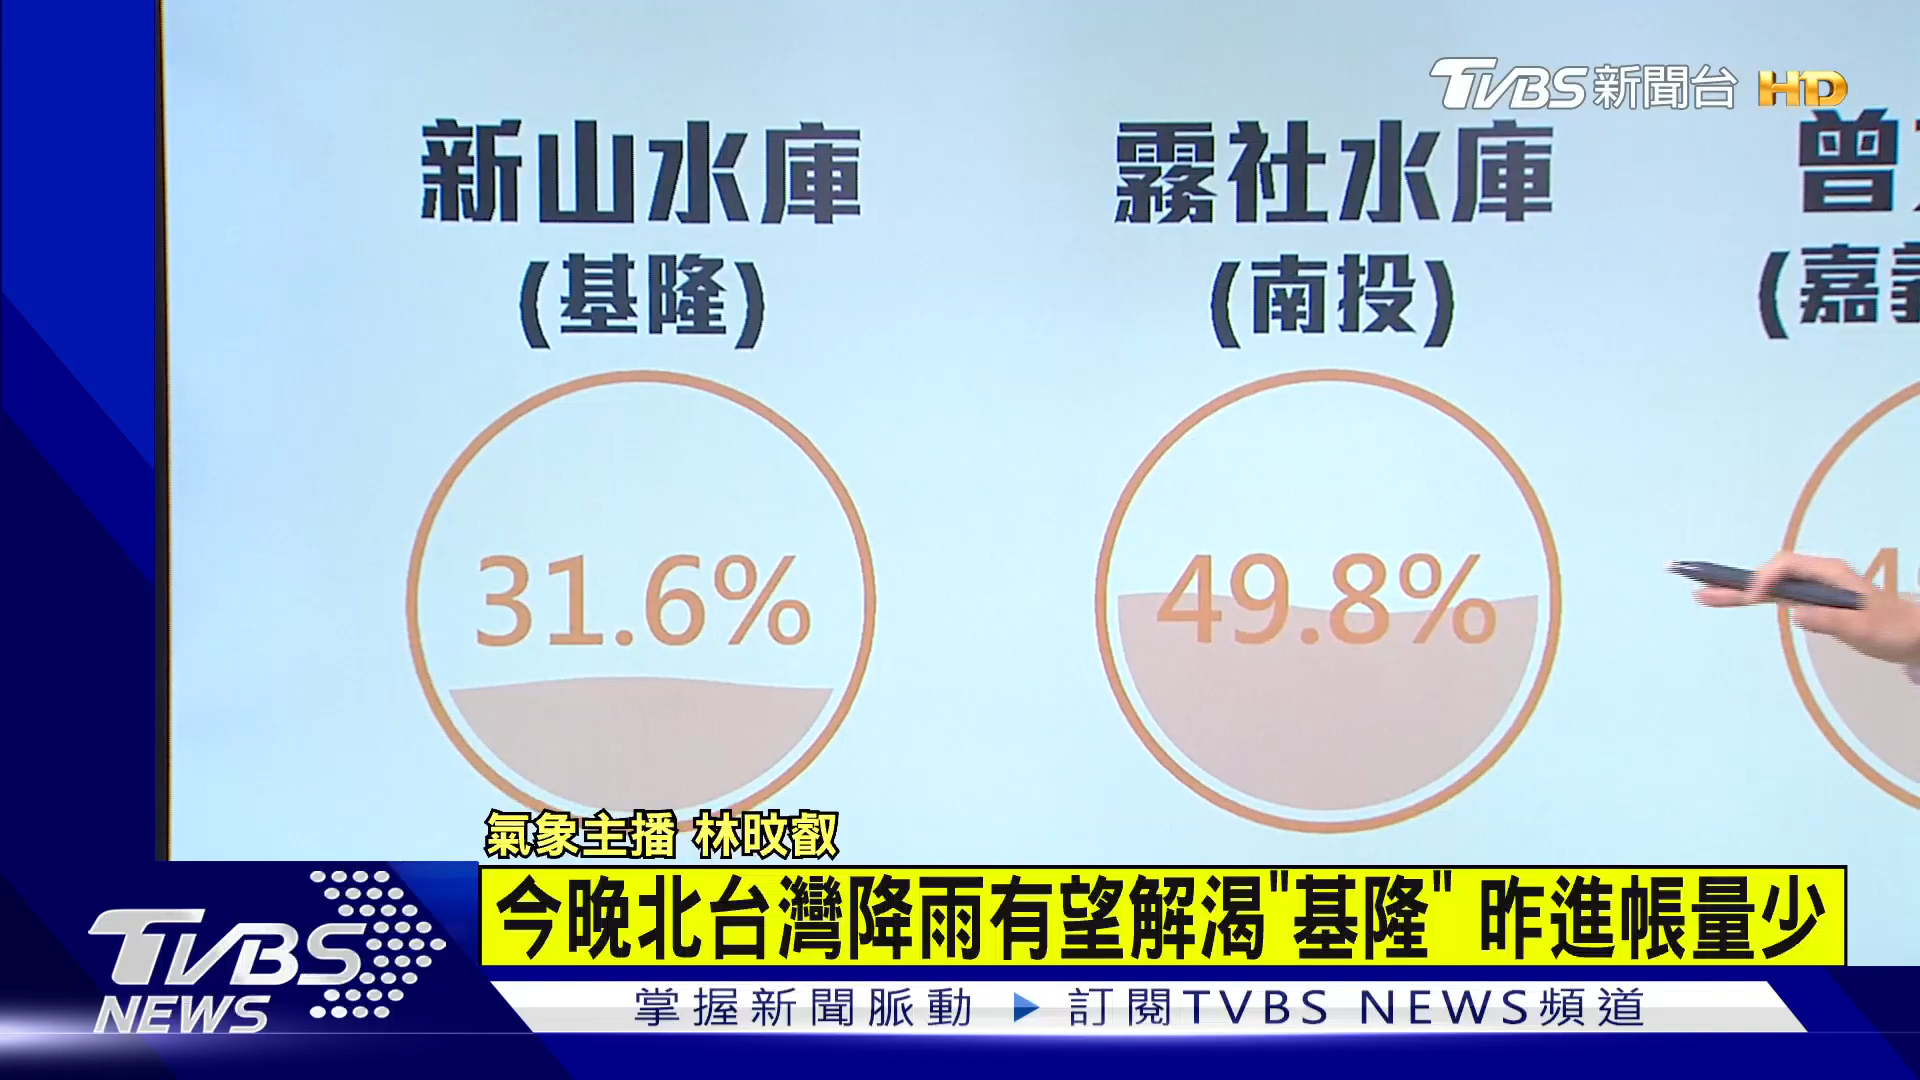 TVBS新聞台 HD
新山水庫
(基隆)
31.6%
霧社水庫
(南投)
49.8%
曾
(嘉
氣象主播 林旼叡
今晚北台灣降雨有望解渴"基隆" 昨進帳量少
TVBS
NEWS
掌握新聞脈動 ▶ 訂閱TVBS NEWS頻道